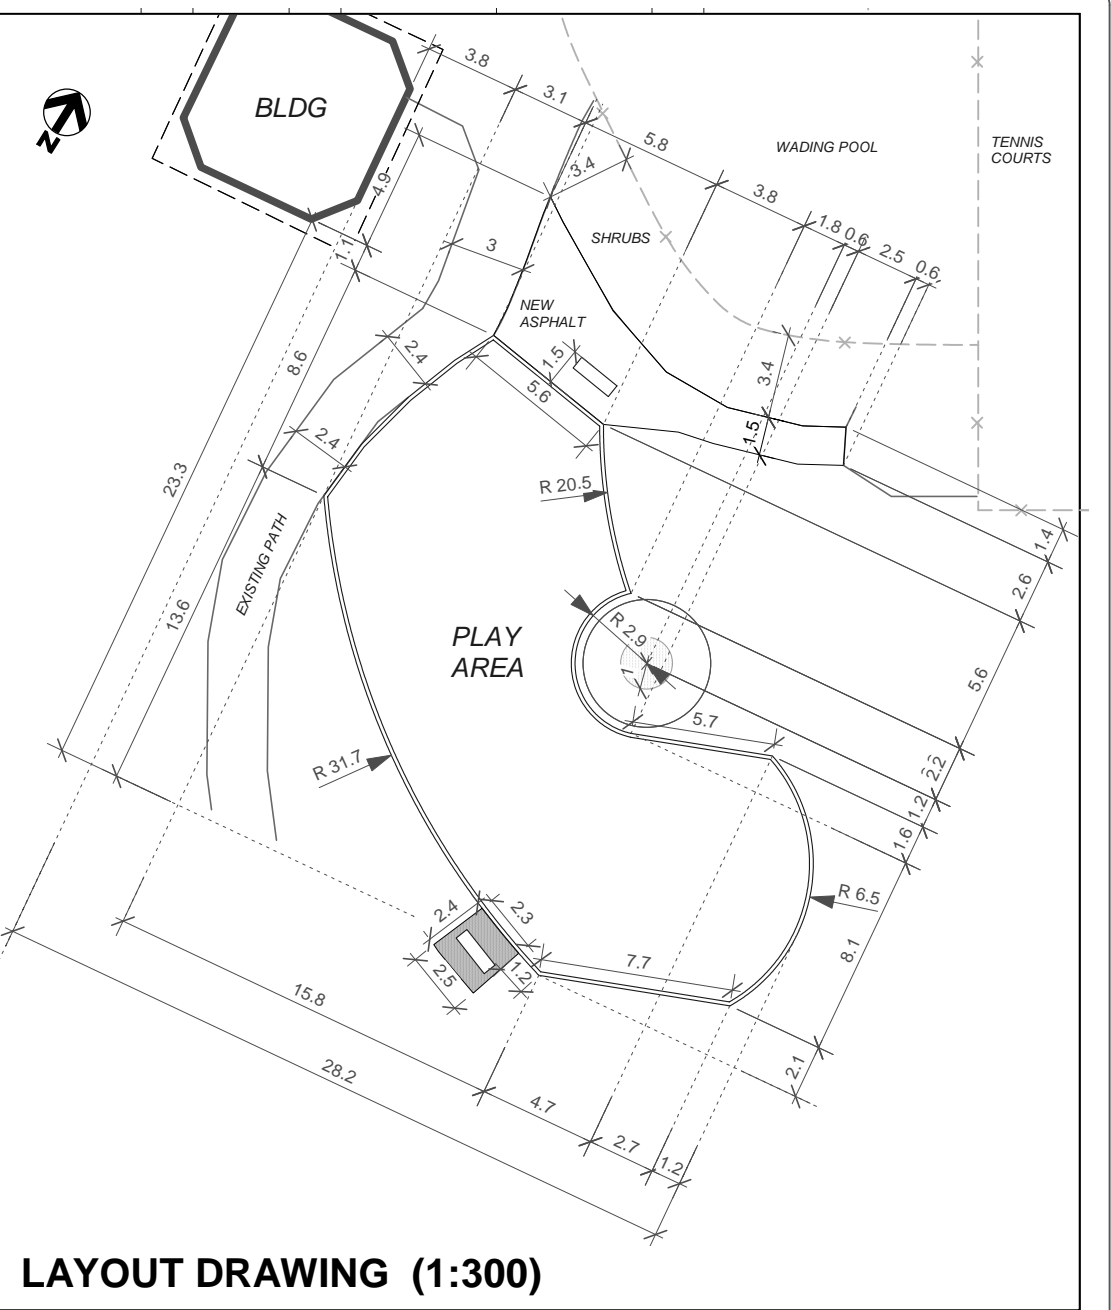 3.8
3.1
BLDG
5.8
WADING POOL
TENNIS
COURTS
N
3.4
4.9
3.8
1.8
0.6
SHRUBS
2.5
3
1.1
0.6
NEW
ASPHALT
2.4
1.5
8.6
3.4
5.6
2.4
1.5
23.3
R 20.5
EXISTING PATH
1.4
2.6
13.6
R 2.9
PLAY
AREA
1
5.6
5.7
R 31.7
2.2
1.2
1.6
R 6.5
2.4
2.3
8.1
7.7
1.2
2.5
15.8
2.1
28.2
4.7
2.7
1.2
LAYOUT DRAWING (1:300)